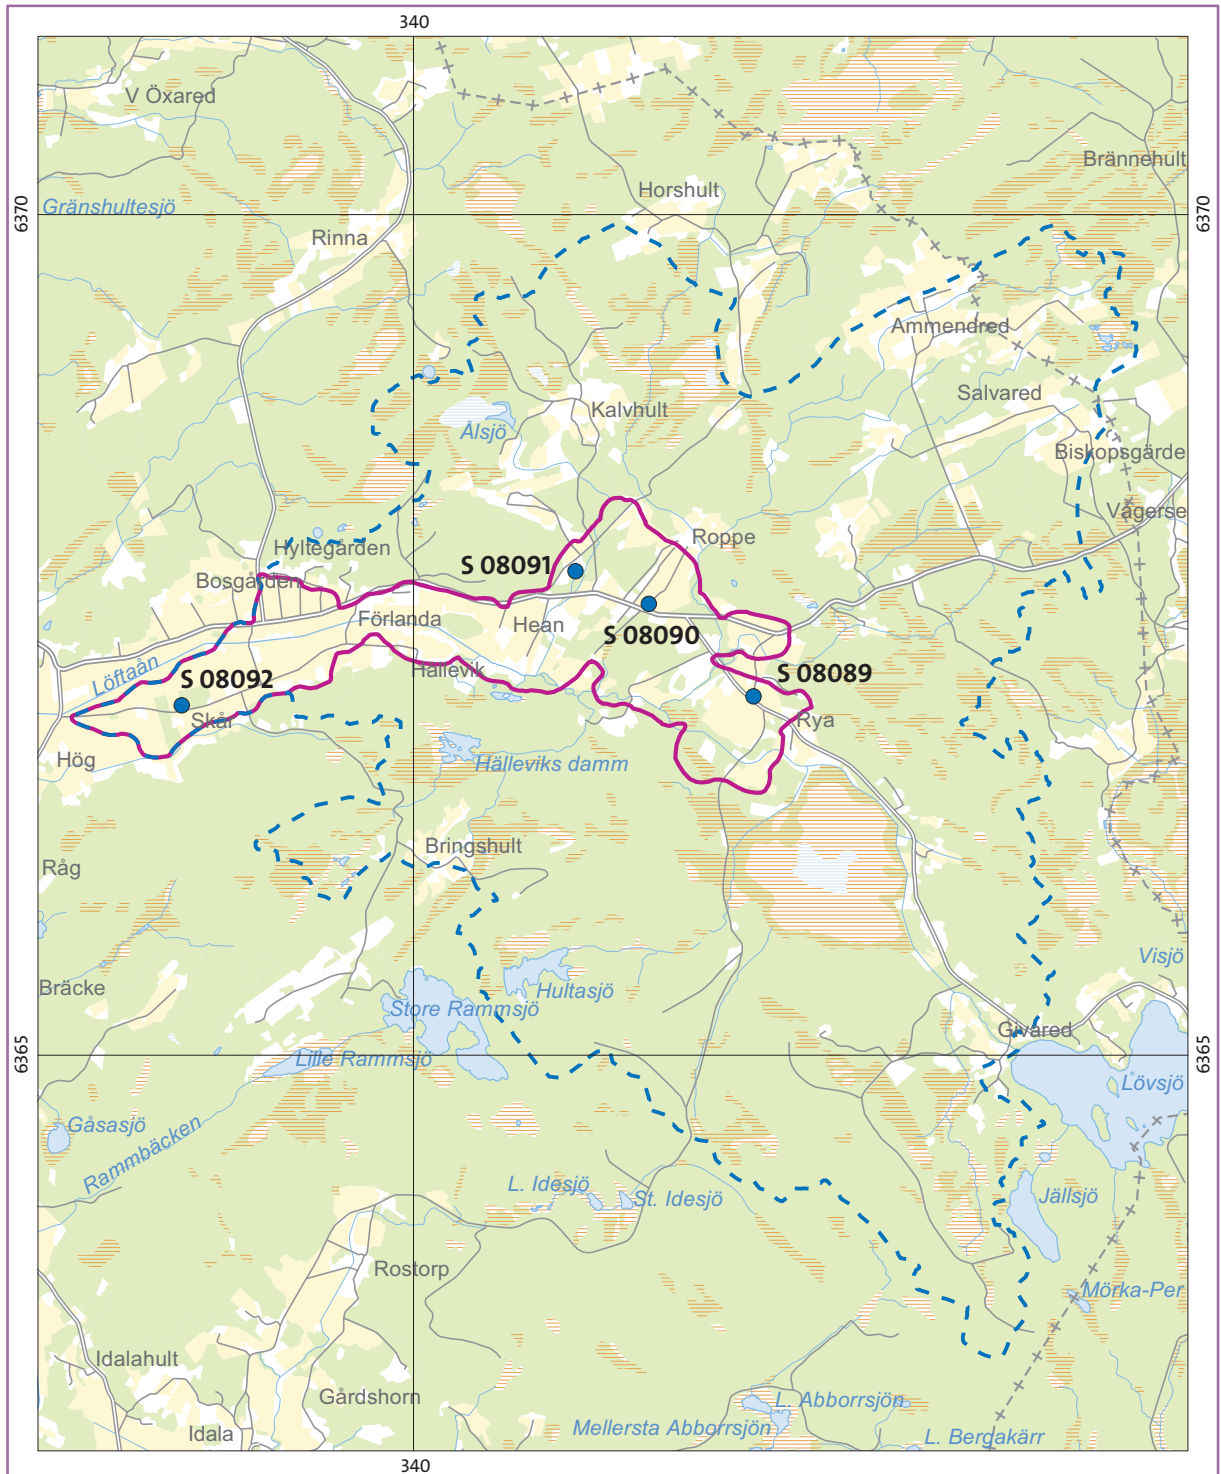 340
V Öxared
Brännehult
Horshult
Gränshultesjö
6370
6370
Rinna
Ammendred
Salvared
Kalvhult
Ålsjö
Biskopsgärde
Vågerse
Roppe
Hyltegården
S 08091
Bosgården
Förlanda
Hean
S 08090
Löftaån
Hällevik
S 08089
S 08092
Skår
Rya
Hög
Hälleviks damm
Bringshult
Råg
Visjö
Bräcke
Hultasjö
Store Rammsjö
Givared
Lille Rammsjö
6365
6365
Lövsjö
Gåsasjö
Rammbäcken
L. Idesjö
St. Idesjö
Jällsjö
Rostorp
Mörka-Per
Idalahult
Gårdshorn
L. Abborrsjön
Mellersta Abborrsjön
Idala
L. Bergakärr
340